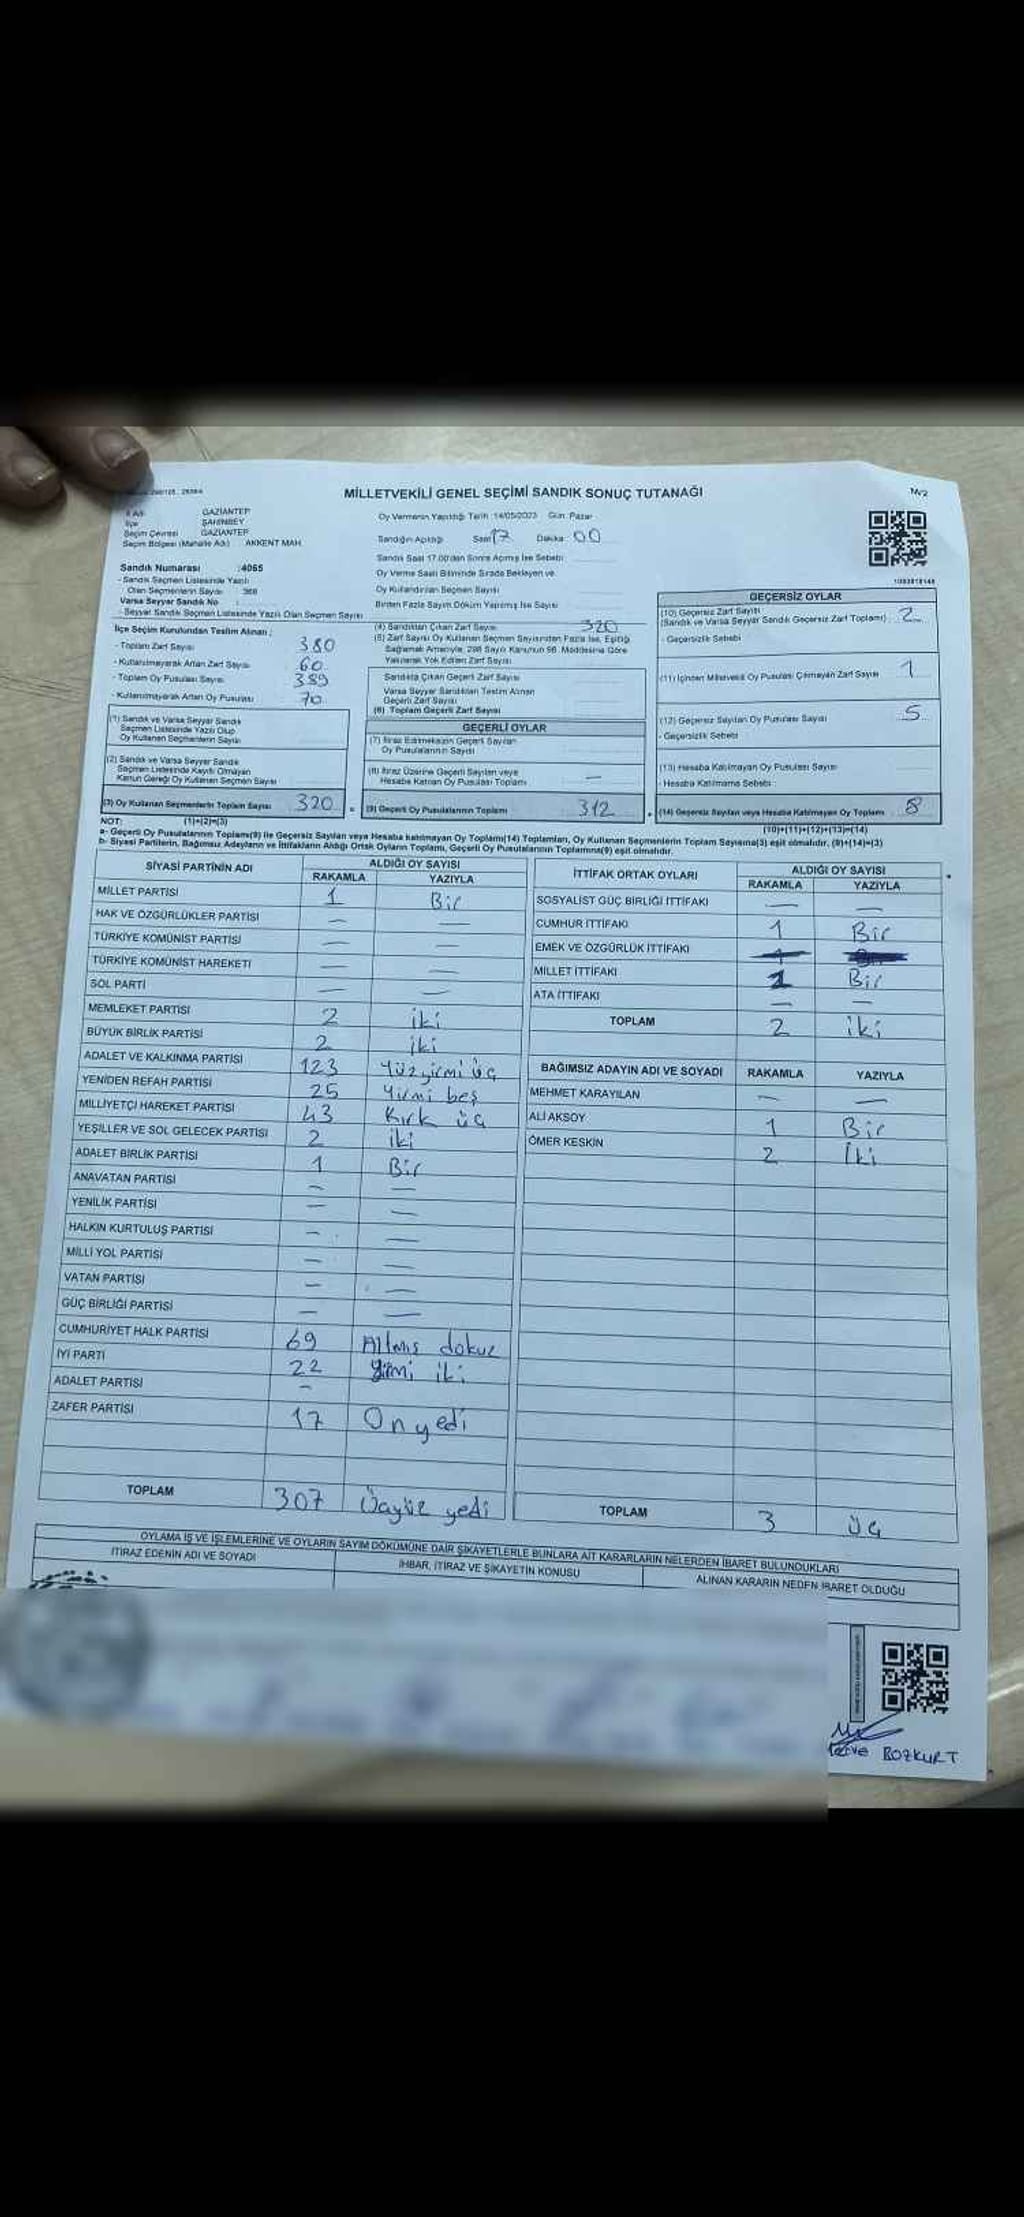 MİLLETVEKİLİ GENEL SEÇİMİ SANDIK SONUÇ TUTANAĞI
NV2
İl Adı GAZİANTEP
İlçe ŞAHİNBEY
Seçim Çevresi GAZİANTEP
Seçim Bölgesi (Mahalle Adı) AKKENT MAH.
Sandık Numarası :4065
- Sandık Seçmen Listesinde Yazılı
Olan Seçmenlerin Sayısı : 368
Varsa Seyyar Sandık No
- Seyyar Sandık Seçmen Listesinde Yazılı Olan Seçmen Sayısı
Oy Vermenin Yapıldığı Tarih 14/05/2023 Gün Pazar
Sandığın Açıldığı Saat 17 Dakika 00
Sandık Saat 17.00'dan Sonra Açılmış İse Sebebi
Oy Verme Saati Bitiminde Sırada Bekleyen ve
Oy Kullandırılan Seçmen Sayısı
Birden Fazla Sayım Döküm Yapılmış İse Sayısı
İlçe Seçim Kurulundan Teslim Alınan ;
- Toplam Zarf Sayısı 380
- Kullanılmayarak Artan Zarf Sayısı 60
- Toplam Oy Pusulası Sayısı 389
- Kullanılmayarak Artan Oy Pusulası 70
(4) Sandıktan Çıkan Zarf Sayısı 320
(5) Zarf Sayısı Oy Kullanan Seçmen Sayısından Fazla İse, Eşitliği
Sağlamak Amacıyla, 298 Sayılı Kanunun 98. Maddesine Göre
Yakılarak Yok Edilen Zarf Sayısı
Sandıkta Çıkan Geçerli Zarf Sayısı
Varsa Seyyar Sandıktan Teslim Alınan
Geçerli Zarf Sayısı
(6) Toplam Geçerli Zarf Sayısı
GEÇERSİZ OYLAR
(10) Geçersiz Zarf Sayısı
(Sandık ve Varsa Seyyar Sandık Geçersiz Zarf Toplamı) 2
- Geçersizlik Sebebi
(11) İçinden Milletvekili Oy Pusulası Çıkmayan Zarf Sayısı 1
(12) Geçersiz Sayılan Oy Pusulası Sayısı 5
- Geçersizlik Sebebi
(13) Hesaba Katılmayan Oy Pusulası Sayısı
- Hesaba Katılmama Sebebi
(1) Sandık ve Varsa Seyyar Sandık
Seçmen Listesinde Yazılı Olup
Oy Kullanan Seçmenlerin Sayısı
(2) Sandık ve Varsa Seyyar Sandık
Seçmen Listesinde Kayıtlı Olmayan
Kanun Gereği Oy Kullanan Seçmen Sayısı
(3) Oy Kullanan Seçmenlerin Toplam Sayısı 320 =
GEÇERLİ OYLAR
(7) İtiraz Edilmeksizin Geçerli Sayılan
Oy Pusulalarının Sayısı
(8) İtiraz Üzerine Geçerli Sayılan veya
Hesaba Katılan Oy Pusulası Toplamı —
(9) Geçerli Oy Pusulalarının Toplamı 312 +
(14) Geçersiz Sayılan veya Hesaba Katılmayan Oy Toplamı 8
NOT: (1)+(2)=(3) (10)+(11)+(12)+(13)=(14)
a- Geçerli Oy Pusulalarının Toplamı(9) ile Geçersiz Sayılan veya Hesaba katılmayan Oy Toplamı(14) Toplamları, Oy Kullanan Seçmenlerin Toplam Sayısına(3) eşit olmalıdır. (9)+(14)=(3)
b- Siyasi Partilerin, Bağımsız Adayların ve İttifakların Aldığı Ortak Oyların Toplamı, Geçerli Oy Pusulalarının Toplamına(9) eşit olmalıdır.
SİYASİ PARTİNİN ADI ALDIĞI OY SAYISI
RAKAMLA YAZIYLA
MİLLET PARTİSİ 1 Bir
HAK VE ÖZGÜRLÜKLER PARTİSİ — —
TÜRKİYE KOMÜNİST PARTİSİ — —
TÜRKİYE KOMÜNİST HAREKETİ — —
SOL PARTİ — —
MEMLEKET PARTİSİ 2 iki
BÜYÜK BİRLİK PARTİSİ 2 iki
ADALET VE KALKINMA PARTİSİ 123 Yüzyirmi üç
YENİDEN REFAH PARTİSİ 25 Yirmi beş
MİLLİYETÇİ HAREKET PARTİSİ 43 Kırk üç
YEŞİLLER VE SOL GELECEK PARTİSİ 2 iki
ADALET BİRLİK PARTİSİ 1 Bir
ANAVATAN PARTİSİ — —
YENİLİK PARTİSİ — —
HALKIN KURTULUŞ PARTİSİ — —
MİLLİ YOL PARTİSİ — —
VATAN PARTİSİ — —
GÜÇ BİRLİĞİ PARTİSİ — —
CUMHURİYET HALK PARTİSİ 69 Altmış dokuz
İYİ PARTİ 22 Yirmi iki
ADALET PARTİSİ —
ZAFER PARTİSİ 17 On yedi
TOPLAM 307 Üçyüz yedi
İTTİFAK ORTAK OYLARI ALDIĞI OY SAYISI
RAKAMLA YAZIYLA
SOSYALİST GÜÇ BİRLİĞİ İTTİFAKI — —
CUMHUR İTTİFAKI 1 Bir
EMEK VE ÖZGÜRLÜK İTTİFAKI
MİLLET İTTİFAKI 1 Bir
ATA İTTİFAKI — —
TOPLAM 2 iki
BAĞIMSIZ ADAYIN ADI VE SOYADI RAKAMLA YAZIYLA
MEHMET KARAYILAN — —
ALİ AKSOY 1 Bir
ÖMER KESKİN 2 İki
TOPLAM 3 üç
OYLAMA İŞ VE İŞLEMLERİNE VE OYLARIN SAYIM DÖKÜMÜNE DAİR ŞİKAYETLERLE BUNLARA AİT KARARLARIN NELERDEN İBARET BULUNDUKLARI
İTİRAZ EDENİN ADI VE SOYADI İHBAR, İTİRAZ VE ŞİKAYETİN KONUSU ALINAN KARARIN NEDEN İBARET OLDUĞU
Merve BOZKURT